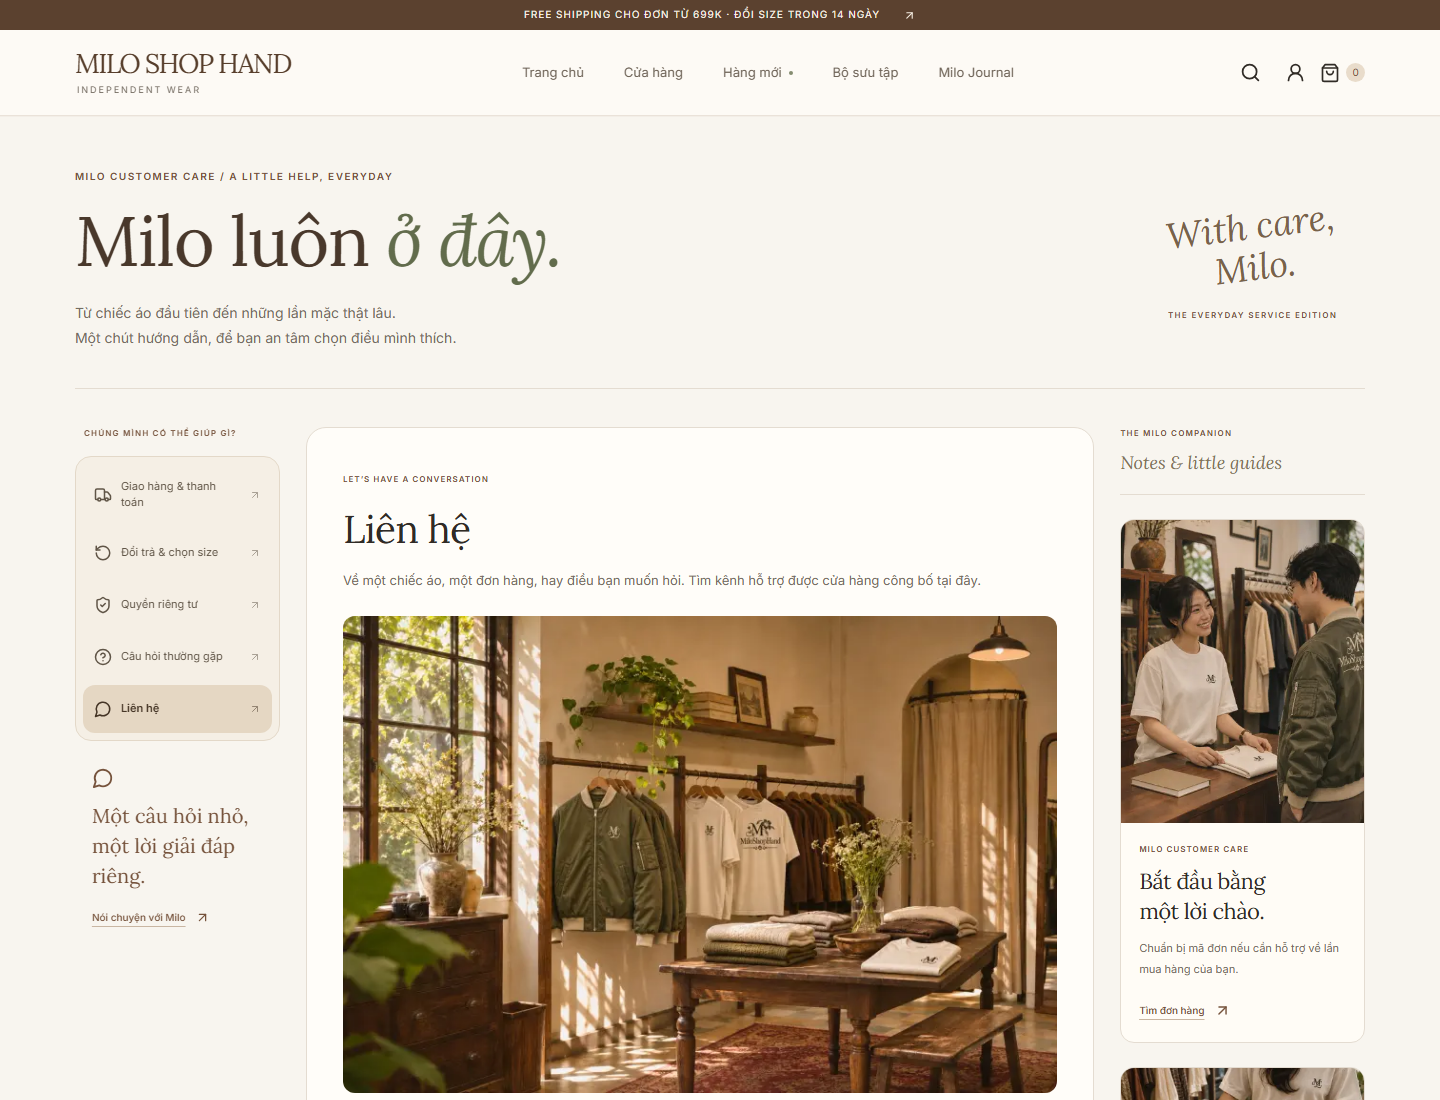 FREE SHIPPING CHO ĐƠN TỪ 699K · ĐỔI SIZE TRONG 14 NGÀY
MILO SHOP HAND
INDEPENDENT WEAR
Trang chủ
Cửa hàng
Hàng mới
Bộ sưu tập
Milo Journal
0
MILO CUSTOMER CARE / A LITTLE HELP, EVERYDAY
Milo luôn ở đây.
Từ chiếc áo đầu tiên đến những lần mặc thật lâu.
Một chút hướng dẫn, để bạn an tâm chọn điều mình thích.
With care,
Milo.
THE EVERYDAY SERVICE EDITION
CHÚNG MÌNH CÓ THỂ GIÚP GÌ?
Giao hàng & thanh
toán
Đổi trả & chọn size
Quyền riêng tư
Câu hỏi thường gặp
Liên hệ
Một câu hỏi nhỏ,
một lời giải đáp
riêng.
Nói chuyện với Milo
LET'S HAVE A CONVERSATION
Liên hệ
Về một chiếc áo, một đơn hàng, hay điều bạn muốn hỏi. Tìm kênh hỗ trợ được cửa hàng công bố tại đây.
MiloShopHand
THE MILO COMPANION
Notes & little guides
MILO CUSTOMER CARE
Bắt đầu bằng
một lời chào.
Chuẩn bị mã đơn nếu cần hỗ trợ về lần
mua hàng của bạn.
Tìm đơn hàng